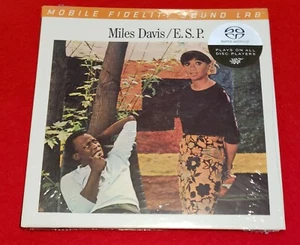 MOBILE FIDELITY SOUND LAB
Miles Davis/E.S.P.
PLAYS ON ALL
DISC PLAYERS